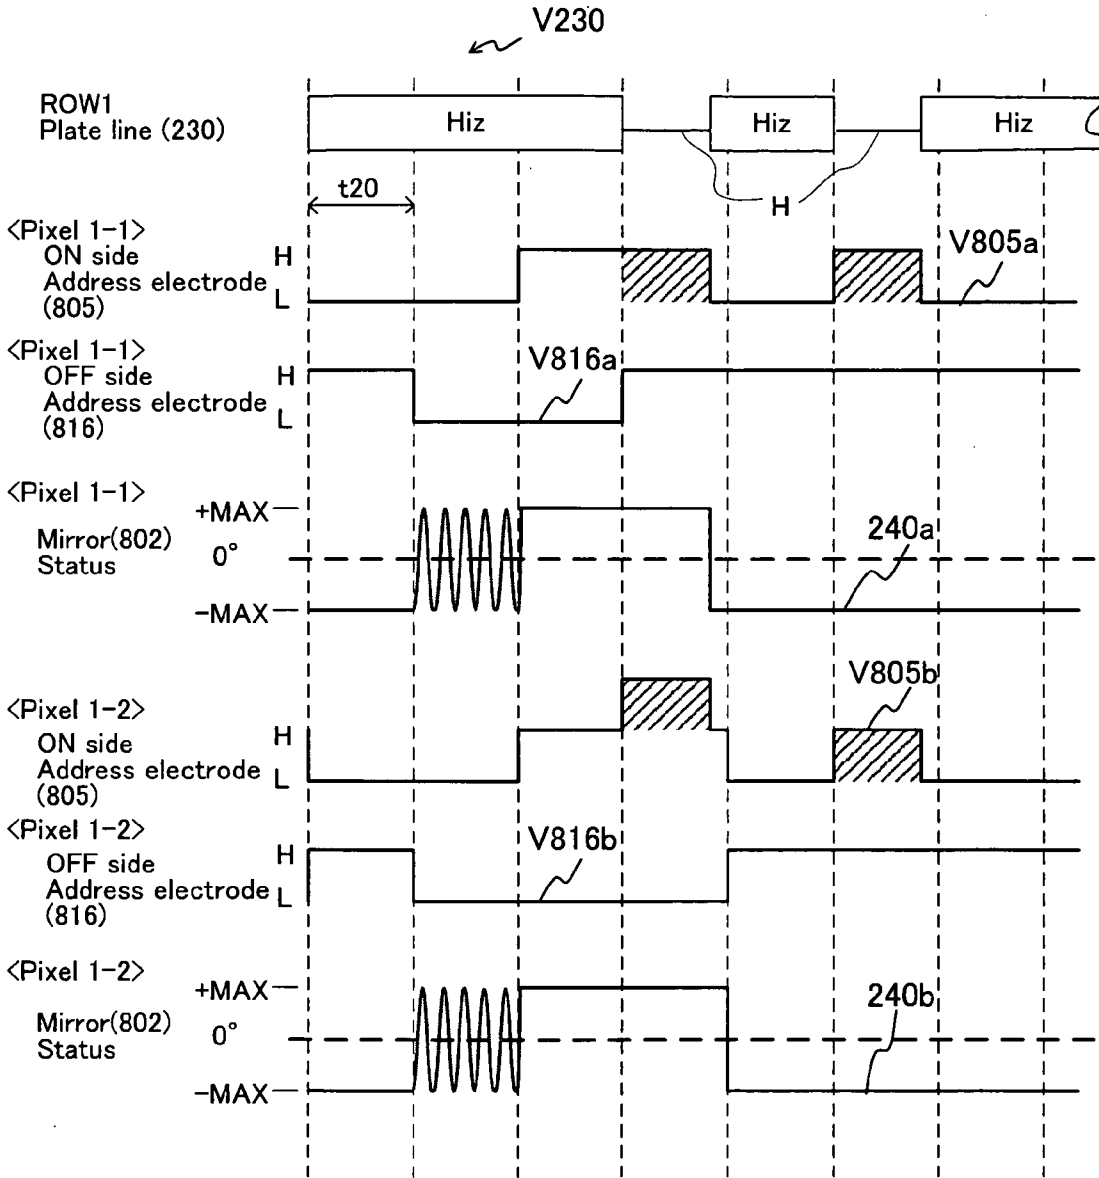 V230
ROW1
Plate line (230)
Hiz
Hiz
Hiz
H
t20
<Pixel 1-1>
ON side
Address electrode
(805)
H
L
V805a
<Pixel 1-1>
OFF side
Address electrode
(816)
H
L
V816a
<Pixel 1-1>
Mirror(802)
Status
+MAX
0°
-MAX
240a
<Pixel 1-2>
ON side
Address electrode
(805)
H
L
V805b
<Pixel 1-2>
OFF side
Address electrode
(816)
H
L
V816b
<Pixel 1-2>
Mirror(802)
Status
+MAX
0°
-MAX
240b